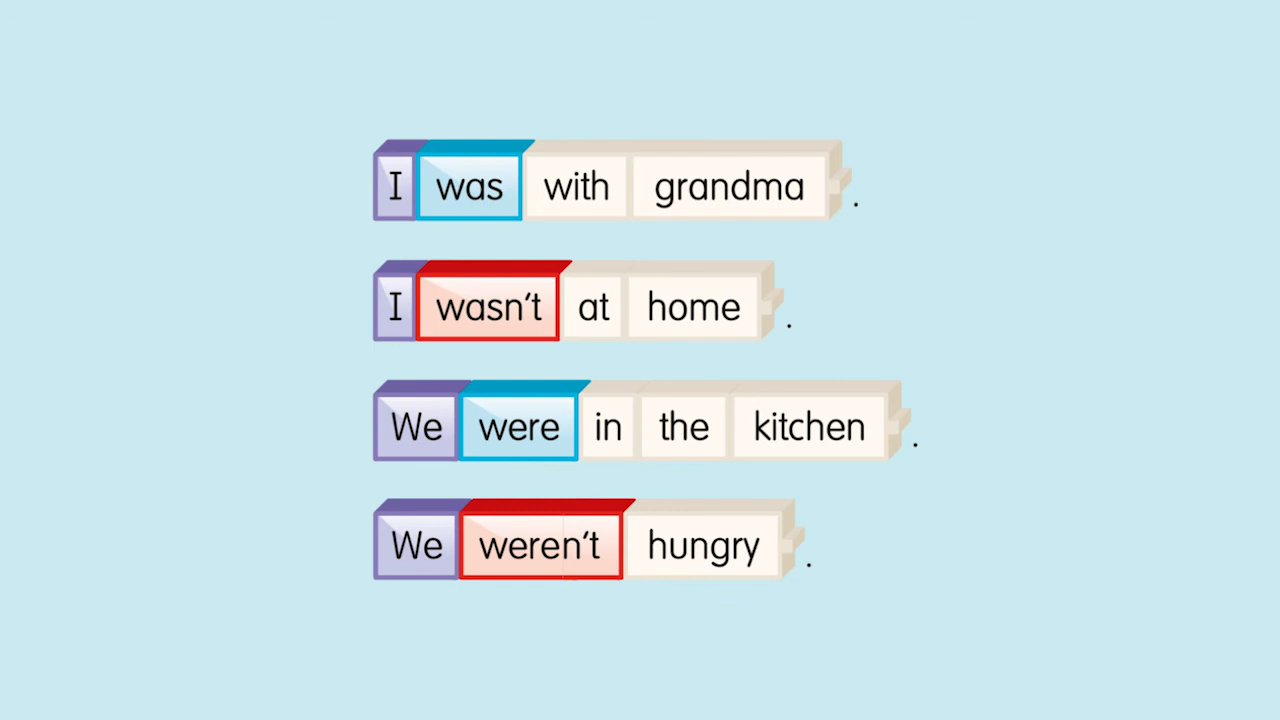 I was with grandma.
I wasn't at home.
We were in the kitchen.
We weren't hungry.